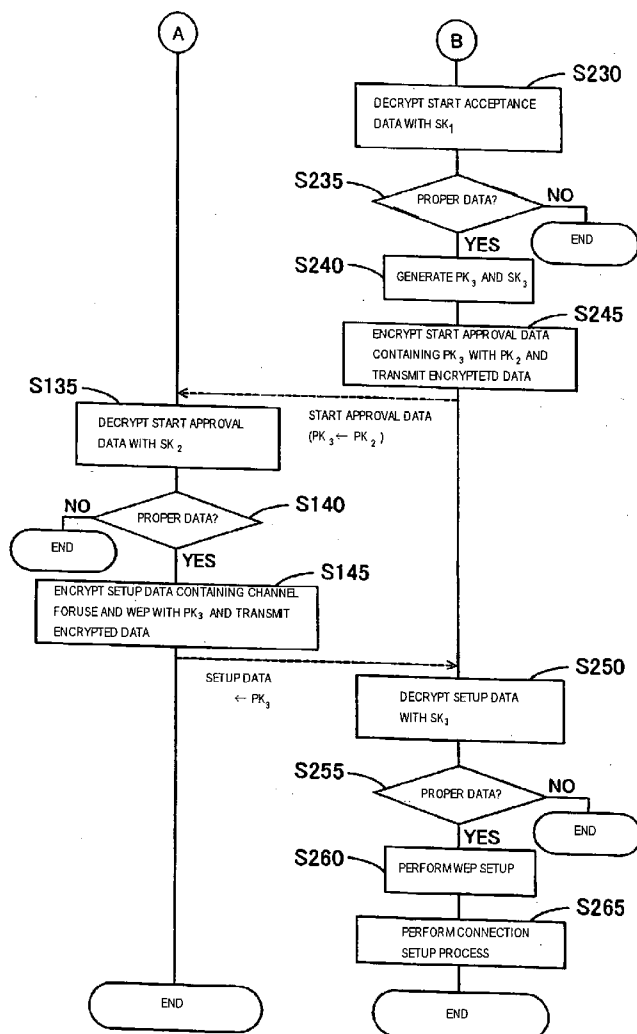 A
B
S230
DECRYPT START ACCEPTANCE
DATA WITH SK1
S235
PROPER DATA?
NO
END
YES
S240
GENERATE PK3 AND SK3
S245
ENCRYPT START APPROVAL DATA
CONTAINING PK3 WITH PK2 AND
TRANSMIT ENCRYPTETD DATA
S135
START APPROVAL DATA
(PK3 ← PK2)
DECRYPT START APPROVAL
DATA WITH SK2
S140
NO
PROPER DATA?
END
YES
S145
ENCRYPT SETUP DATA CONTAINING CHANNEL
FORUSE AND WEP WITH PK3 AND TRANSMIT
ENCRYPTED DATA
SETUP DATA
← PK3
S250
DECRYPT SETUP DATA
WITH SK3
S255
PROPER DATA?
NO
END
YES
S260
PERFORM WEP SETUP
S265
PERFORM CONNECTION
SETUP PROCESS
END
END